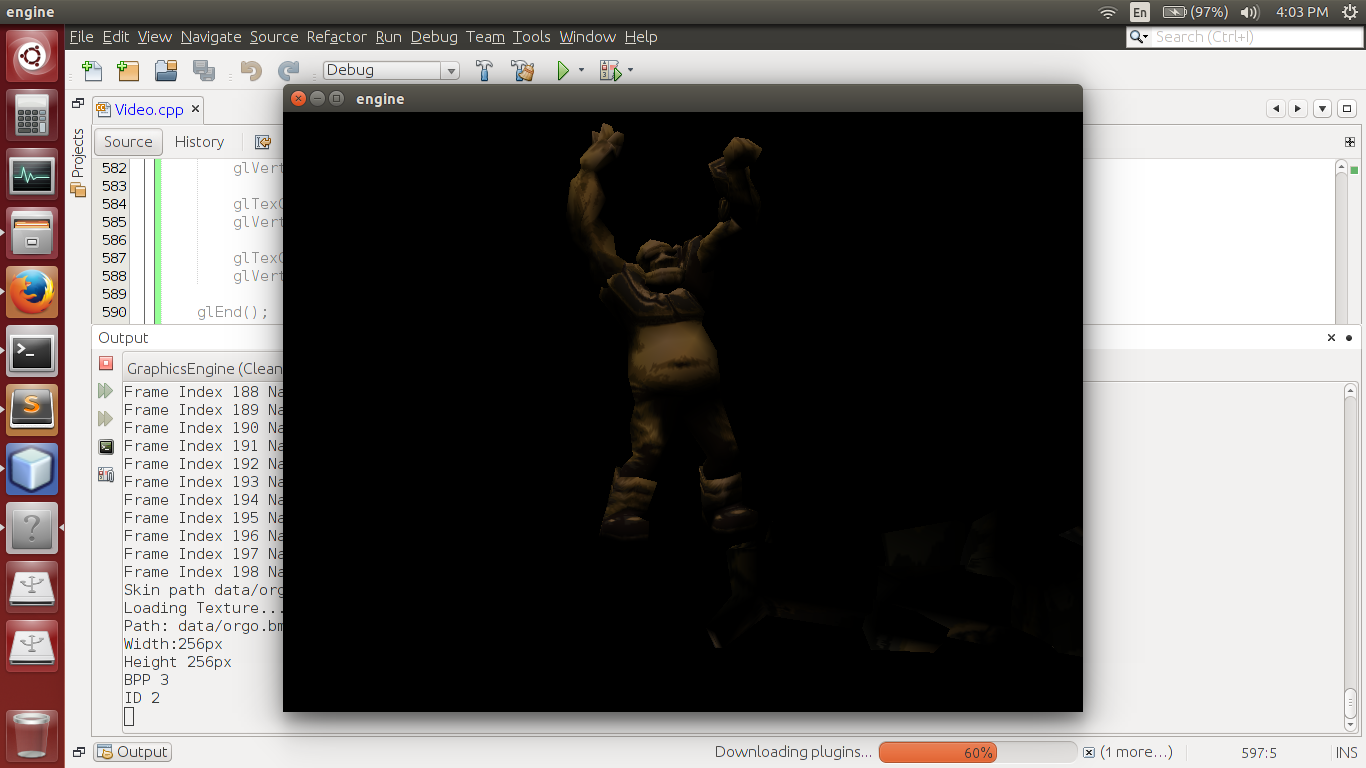 engine
En
(97%)
4:03 PM
File Edit View Navigate Source Refactor Run Debug Team Tools Window Help
Search (Ctrl+I)
Debug
engine
Video.cpp
Projects
Source History
582 glVert
583
584 glTexC
585 glVert
586
587 glTexC
588 glVert
589
590 glEnd();
Output
GraphicsEngine (Clean
Frame Index 188 Na
Frame Index 189 Na
Frame Index 190 Na
Frame Index 191 Na
Frame Index 192 Na
Frame Index 193 Na
Frame Index 194 Na
Frame Index 195 Na
Frame Index 196 Na
Frame Index 197 Na
Frame Index 198 Na
Skin path data/org
Loading Texture...
Path: data/orgo.bm
Width:256px
Height 256px
BPP 3
ID 2
Output
Downloading plugins...
60%
(1 more...)
597:5
INS